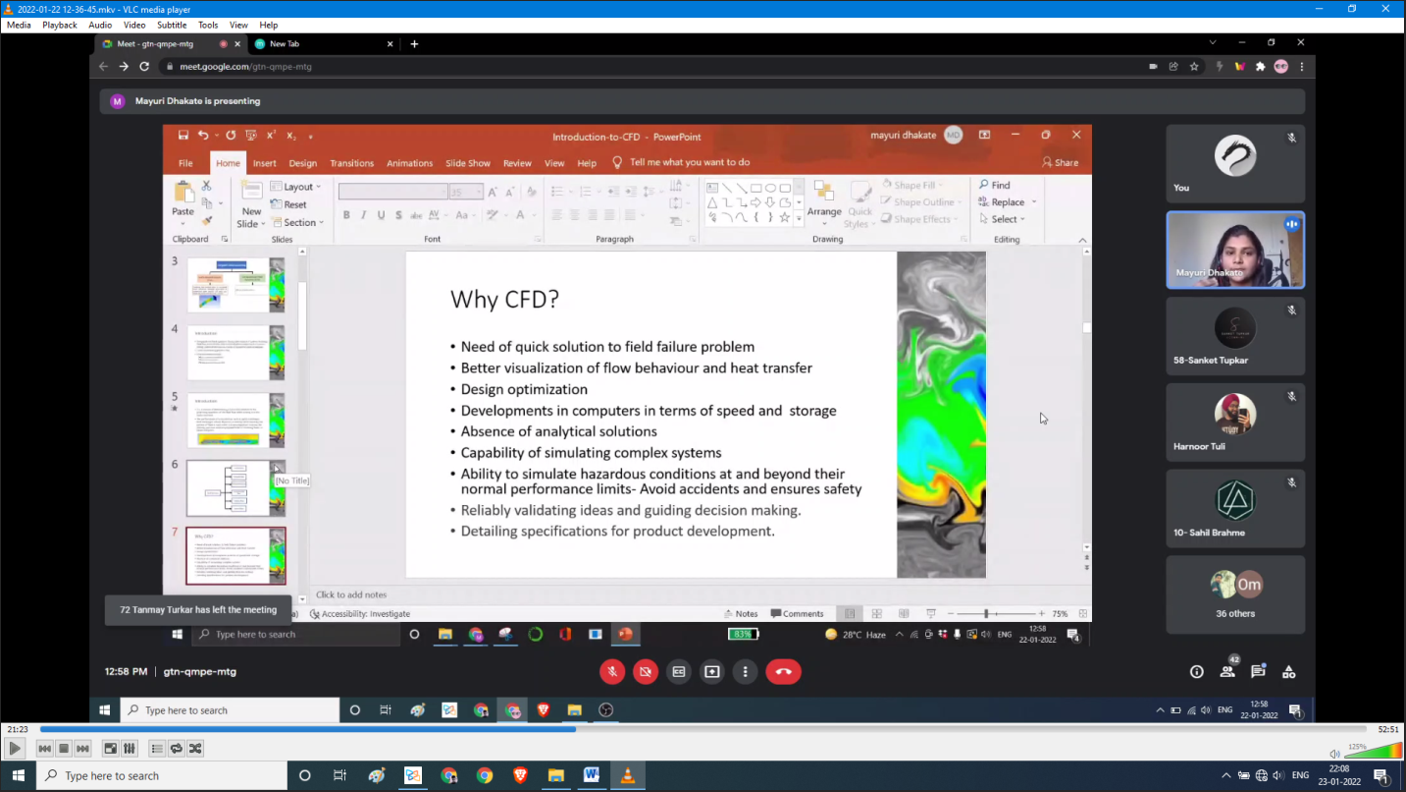 2022-01-22 12-36-45.mkv - VLC media player
Media Playback Audio Video Subtitle Tools View Help
Meet - gtn-qmpe-mtg
New Tab
meet.google.com/gtn-qmpe-mtg
M
Mayuri Dhakate is presenting
Introduction-to-CFD - PowerPoint
mayuri dhakate
MD
File Home Insert Design Transitions Animations Slide Show Review View Help Tell me what you want to do
Share
Paste
New Slide
Layout
Reset
Section
35
B I U S abc AV Aa A
Arrange
Quick Styles
Shape Fill
Shape Outline
Shape Effects
Find
Replace
Select
Clipboard Slides Font Paragraph Drawing Editing
3
4
5
6
[No Title]
7
Why CFD?
• Need of quick solution to field failure problem
• Better visualization of flow behaviour and heat transfer
• Design optimization
• Developments in computers in terms of speed and storage
• Absence of analytical solutions
• Capability of simulating complex systems
• Ability to simulate hazardous conditions at and beyond their
normal performance limits- Avoid accidents and ensures safety
• Reliably validating ideas and guiding decision making.
• Detailing specifications for product development.
Click to add notes
72 Tanmay Turkar has left the meeting
Accessibility: Investigate
Notes
Comments
75%
Type here to search
83%
28°C Haze
ENG
12:58
22-01-2022
4
You
Mayuri Dhakate
58-Sanket Tupkar
Harnoor Tuli
10- Sahil Brahme
Om
36 others
12:58 PM | gtn-qmpe-mtg
CC
42
Type here to search
ENG
12:58
22-01-2022
1
21:23
52:51
125%
Type here to search
ENG
22:08
23-01-2022
1